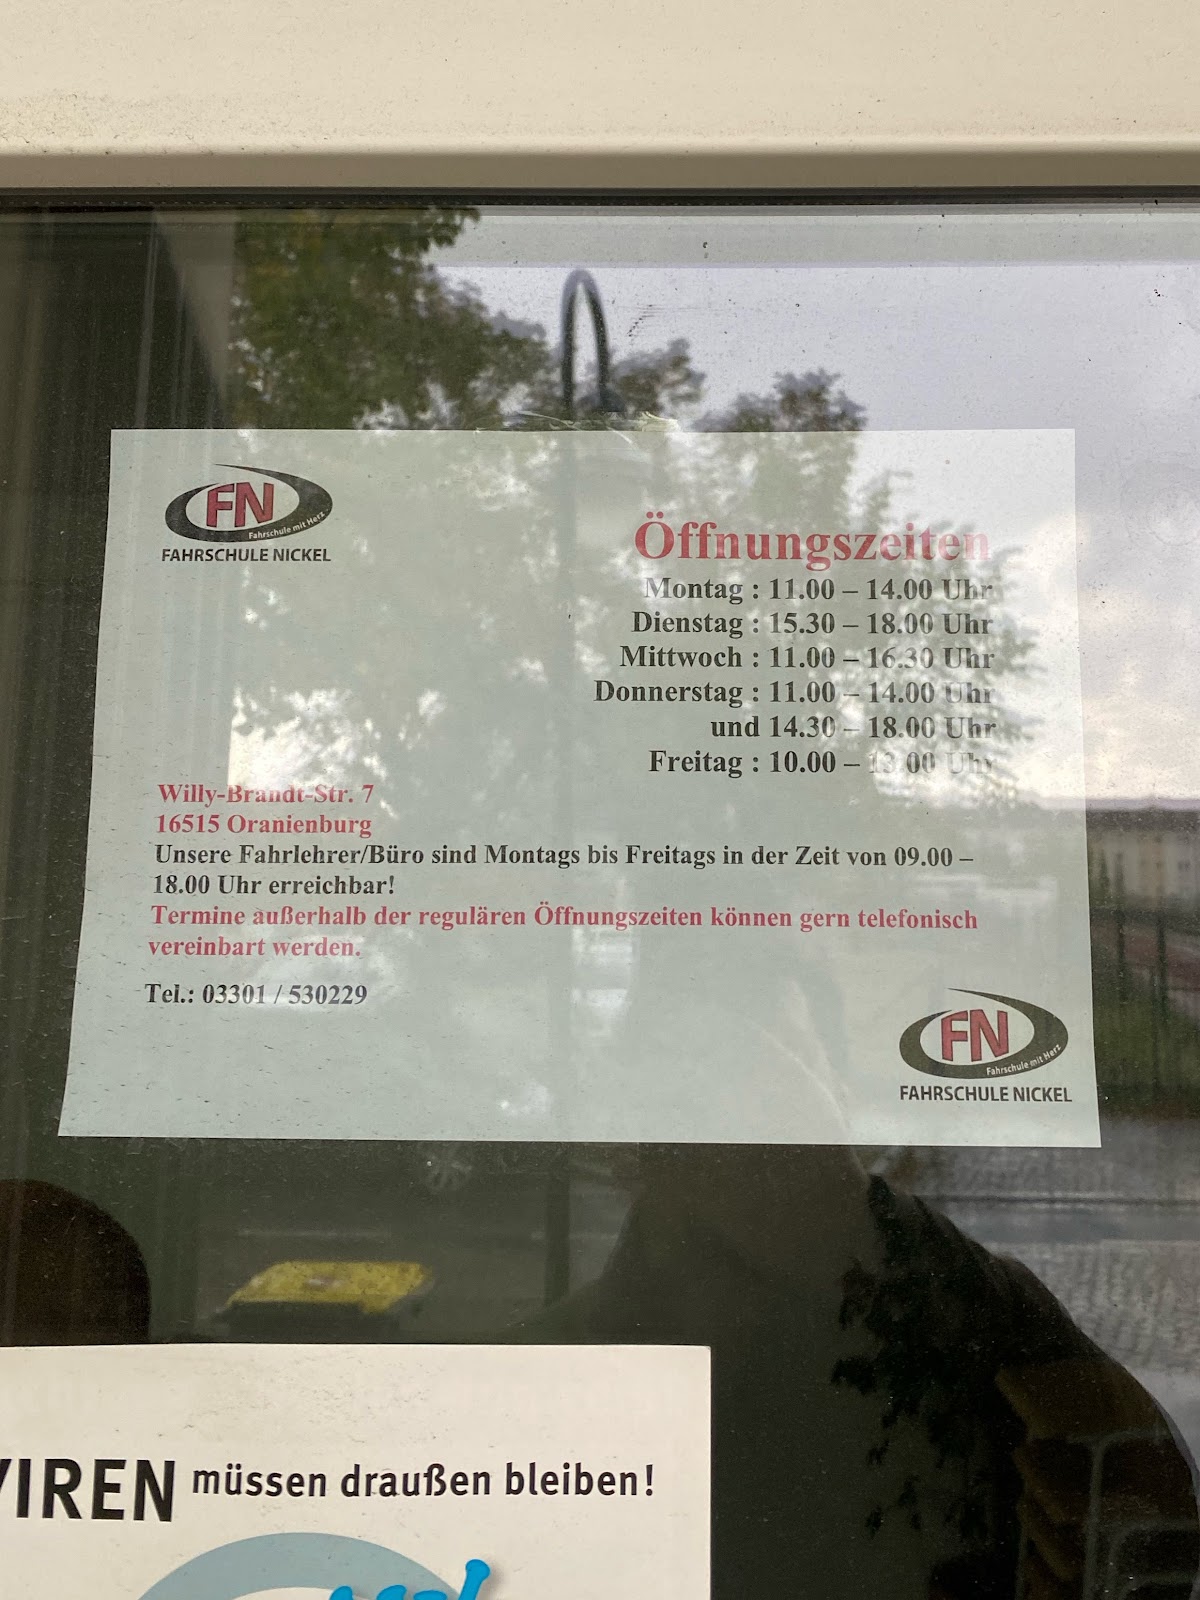 FN
Fahrschule mit Herz
FAHRSCHULE NICKEL
Öffnungszeiten
Montag : 11.00 – 14.00 Uhr
Dienstag : 15.30 – 18.00 Uhr
Mittwoch : 11.00 – 16.30 Uhr
Donnerstag : 11.00 – 14.00 Uhr
und 14.30 – 18.00 Uhr
Freitag : 10.00 – 13.00 Uhr
Willy-Brandt-Str. 7
16515 Oranienburg
Unsere Fahrlehrer/Büro sind Montags bis Freitags in der Zeit von 09.00 –
18.00 Uhr erreichbar!
Termine außerhalb der regulären Öffnungszeiten können gern telefonisch
vereinbart werden.
Tel.: 03301 / 530229
FN
Fahrschule mit Herz
FAHRSCHULE NICKEL
VIREN müssen draußen bleiben!